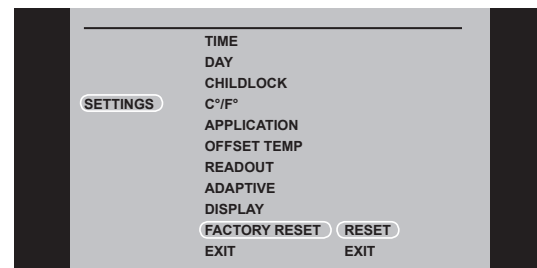 TIME
DAY
CHILDLOCK
SETTINGS C°/F°
APPLICATION
OFFSET TEMP
READOUT
ADAPTIVE
DISPLAY
FACTORY RESET RESET
EXIT EXIT